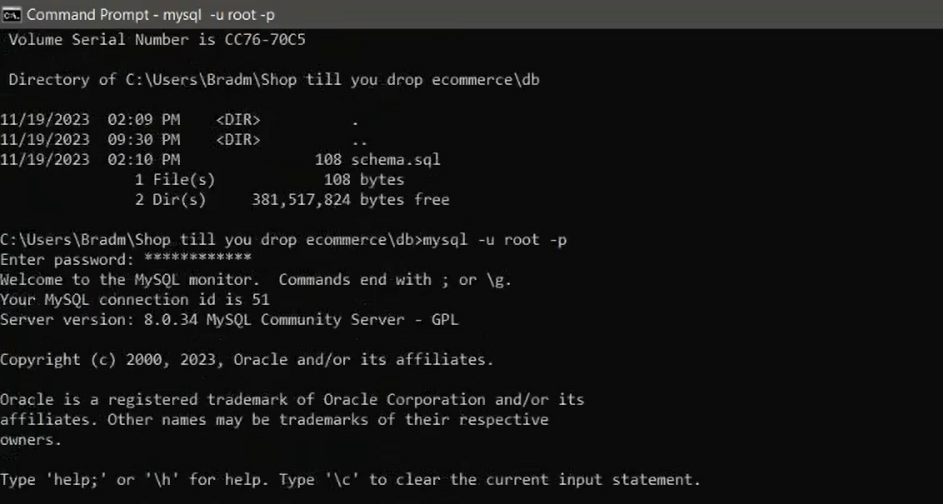 Command Prompt - mysql -u root -p
Volume Serial Number is CC76-70C5
Directory of C:\Users\Bradm\Shop till you drop ecommerce\db
11/19/2023 02:09 PM <DIR> .
11/19/2023 09:30 PM <DIR> ..
11/19/2023 02:10 PM 108 schema.sql
1 File(s) 108 bytes
2 Dir(s) 381,517,824 bytes free
C:\Users\Bradm\Shop till you drop ecommerce\db>mysql -u root -p
Enter password: ************
Welcome to the MySQL monitor. Commands end with ; or \g.
Your MySQL connection id is 51
Server version: 8.0.34 MySQL Community Server - GPL
Copyright (c) 2000, 2023, Oracle and/or its affiliates.
Oracle is a registered trademark of Oracle Corporation and/or its
affiliates. Other names may be trademarks of their respective
owners.
Type 'help;' or '\h' for help. Type '\c' to clear the current input statement.